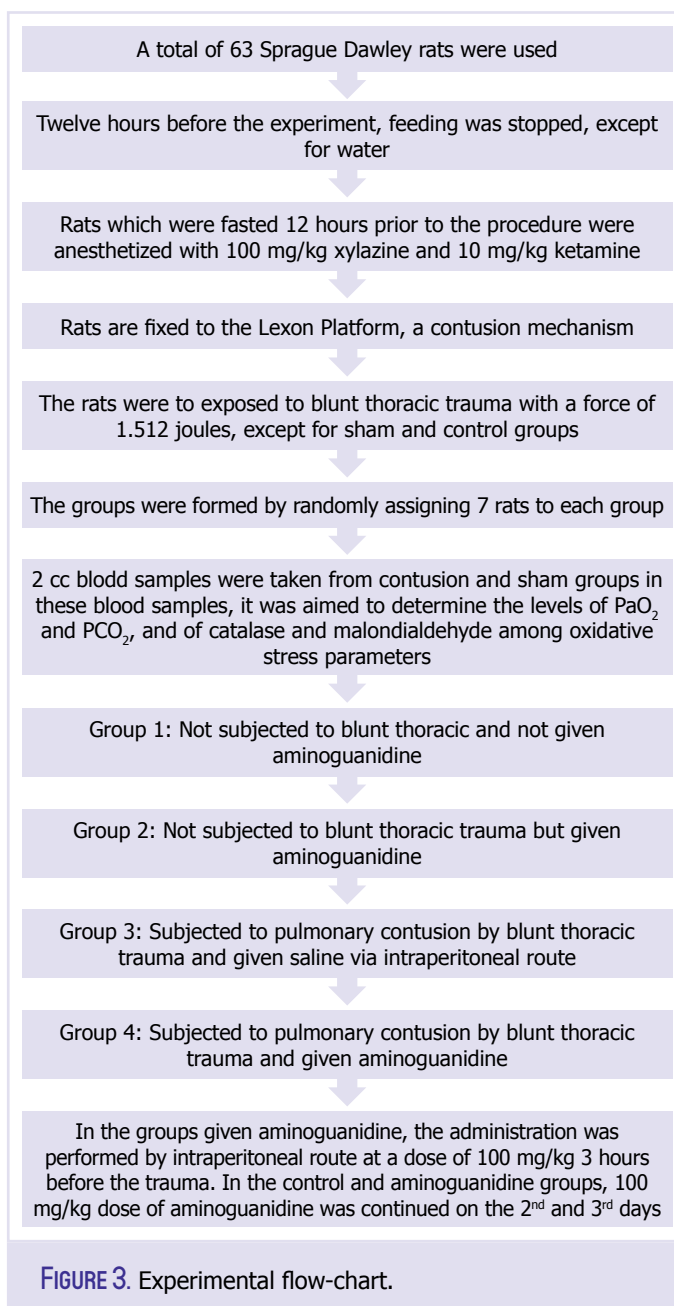 A total of 63 Sprague Dawley rats were used
Twelve hours before the experiment, feeding was stopped, except
for water
Rats which were fasted 12 hours prior to the procedure were
anesthetized with 100 mg/kg xylazine and 10 mg/kg ketamine
Rats are fixed to the Lexon Platform, a contusion mechanism
The rats were to exposed to blunt thoracic trauma with a force of
1.512 joules, except for sham and control groups
The groups were formed by randomly assigning 7 rats to each group
2 cc blodd samples were taken from contusion and sham groups in
these blood samples, it was aimed to determine the levels of PaO₂
and PCO₂, and of catalase and malondialdehyde among oxidative
stress parameters
Group 1: Not subjected to blunt thoracic and not given
aminoguanidine
Group 2: Not subjected to blunt thoracic trauma but given
aminoguanidine
Group 3: Subjected to pulmonary contusion by blunt thoracic
trauma and given saline via intraperitoneal route
Group 4: Subjected to pulmonary contusion by blunt thoracic
trauma and given aminoguanidine
In the groups given aminoguanidine, the administration was
performed by intraperitoneal route at a dose of 100 mg/kg 3 hours
before the trauma. In the control and aminoguanidine groups, 100
mg/kg dose of aminoguanidine was continued on the 2nd and 3rd days
FIGURE 3. Experimental flow-chart.